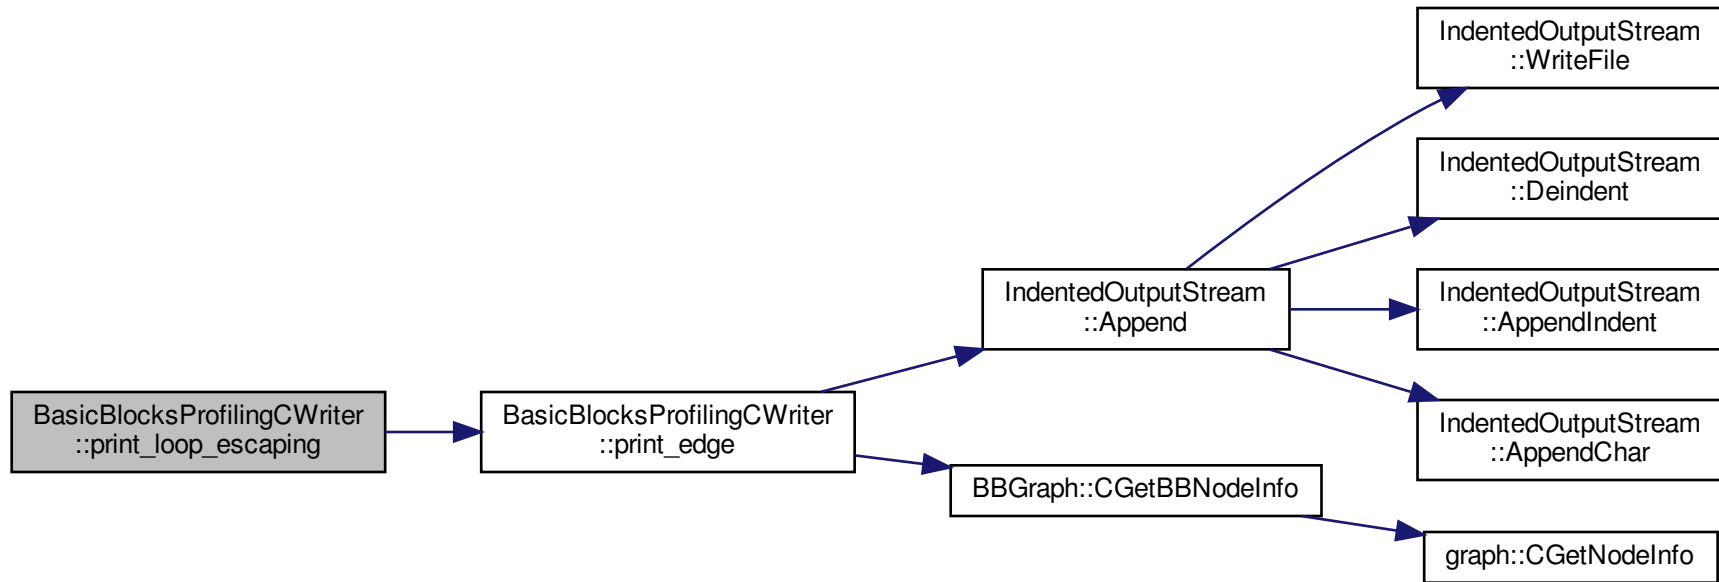 BasicBlocksProfilingCWriter
::print_loop_escaping
BasicBlocksProfilingCWriter
::print_edge
IndentedOutputStream
::Append
BBGraph::CGetBBNodeInfo
IndentedOutputStream
::WriteFile
IndentedOutputStream
::Deindent
IndentedOutputStream
::AppendIndent
IndentedOutputStream
::AppendChar
graph::CGetNodeInfo